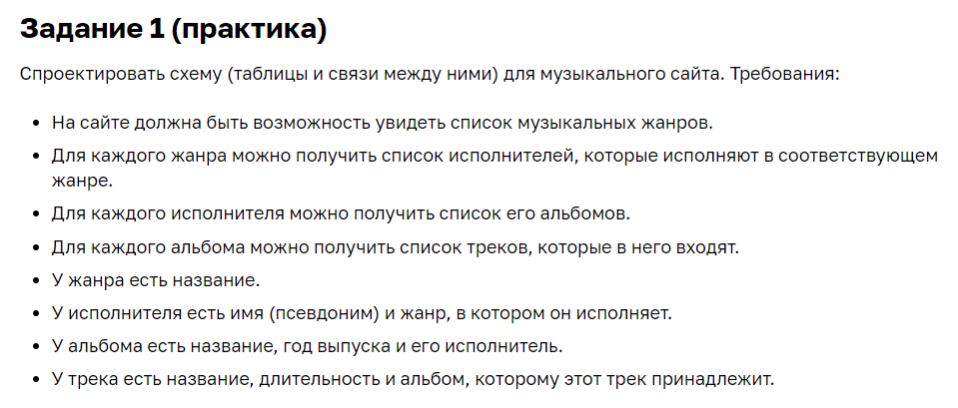 Задание 1 (практика)
Спроектировать схему (таблицы и связи между ними) для музыкального сайта. Требования:
• На сайте должна быть возможность увидеть список музыкальных жанров.
• Для каждого жанра можно получить список исполнителей, которые исполняют в соответствующем
жанре.
• Для каждого исполнителя можно получить список его альбомов.
• Для каждого альбома можно получить список треков, которые в него входят.
• У жанра есть название.
• У исполнителя есть имя (псевдоним) и жанр, в котором он исполняет.
• У альбома есть название, год выпуска и его исполнитель.
• У трека есть название, длительность и альбом, которому этот трек принадлежит.